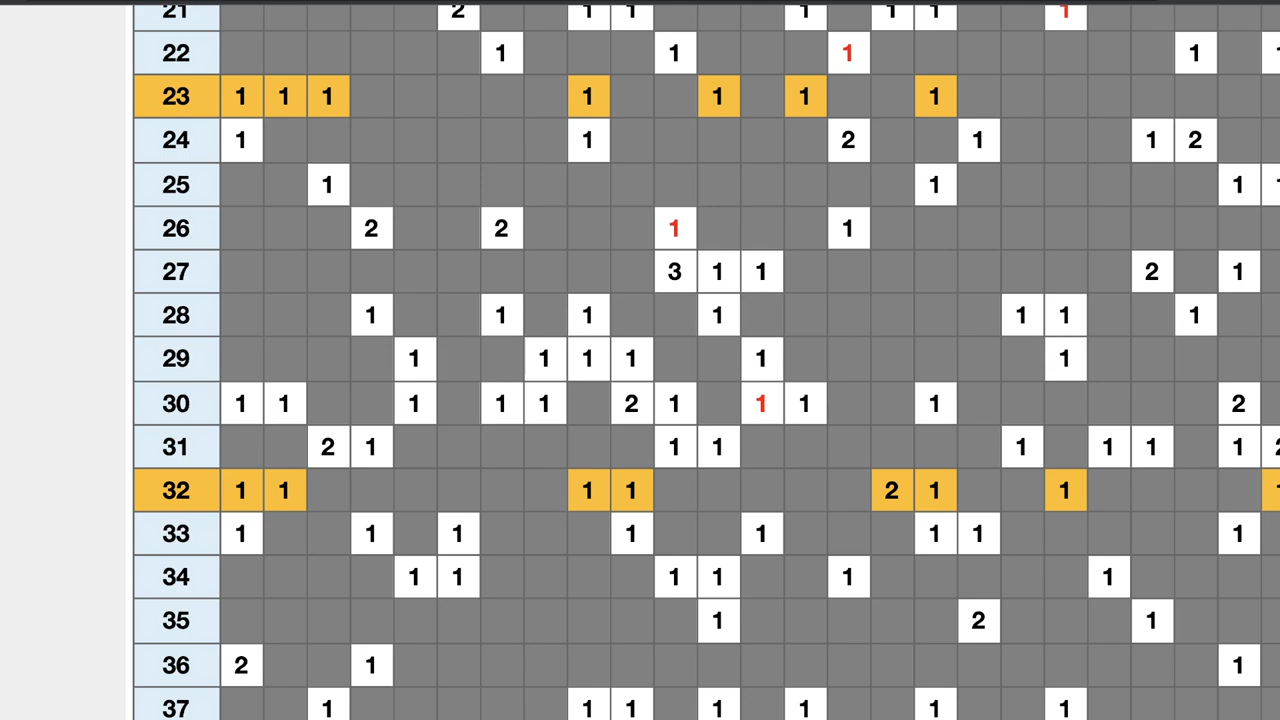 21 2 1 1 1 1 1 1
22 1 1 1 1 1
23 1 1 1 1 1 1 1
24 1 1 2 1 1 2
25 1 1 1 1
26 2 2 1 1
27 3 1 1 2 1
28 1 1 1 1 1 1 1
29 1 1 1 1 1 1
30 1 1 1 1 1 2 1 1 1 1 2
31 2 1 1 1 1 1 1 1 2
32 1 1 1 1 2 1 1 1
33 1 1 1 1 1 1 1 1
34 1 1 1 1 1 1
35 1 2 1
36 2 1 1
37 1 1 1 1 1 1 1